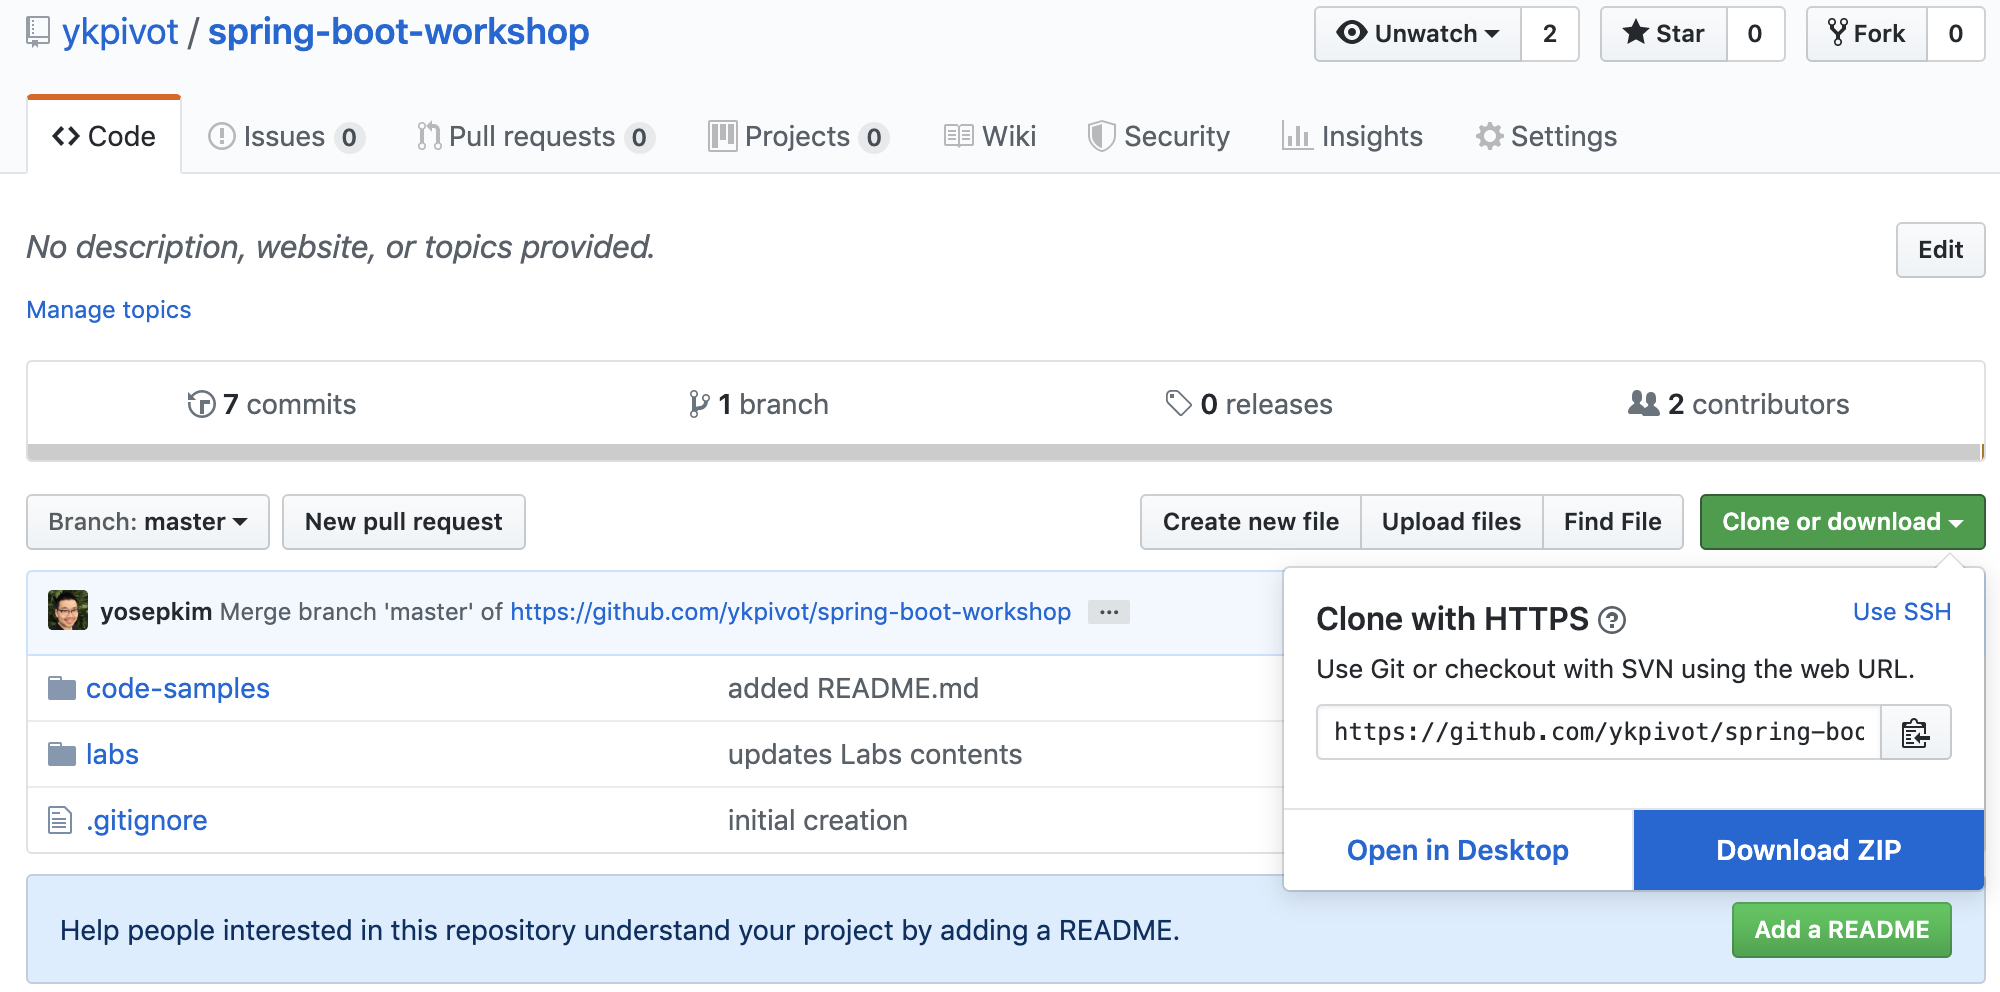 ykpivot / spring-boot-workshop
Unwatch 2
Star 0
Fork 0
Code
Issues 0
Pull requests 0
Projects 0
Wiki
Security
Insights
Settings
No description, website, or topics provided.
Edit
Manage topics
7 commits
1 branch
0 releases
2 contributors
Branch: master
New pull request
Create new file
Upload files
Find File
Clone or download
yosepkim Merge branch 'master' of https://github.com/ykpivot/spring-boot-workshop ...
code-samples added README.md
labs updates Labs contents
.gitignore initial creation
Clone with HTTPS ?
Use SSH
Use Git or checkout with SVN using the web URL.
https://github.com/ykpivot/spring-boo
Open in Desktop
Download ZIP
Help people interested in this repository understand your project by adding a README.
Add a README